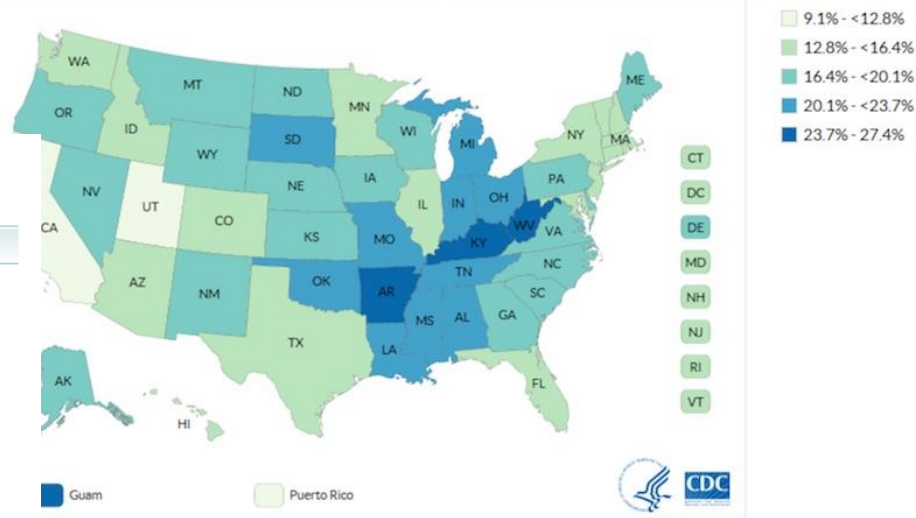 9.1% - <12.8%
12.8% - <16.4%
16.4% - <20.1%
20.1% - <23.7%
23.7% - 27.4%
WA
MT
ND
MN
ME
OR
ID
SD
WI
MI
NY
MA
WY
IA
PA
NE
CT
NV
UT
CO
IL
IN
OH
DC
CA
KS
MO
KY
WV
VA
DE
AZ
NM
OK
AR
TN
NC
MD
MS
AL
GA
SC
NH
TX
LA
NJ
AK
FL
RI
HI
VT
Guam
Puerto Rico
CDC